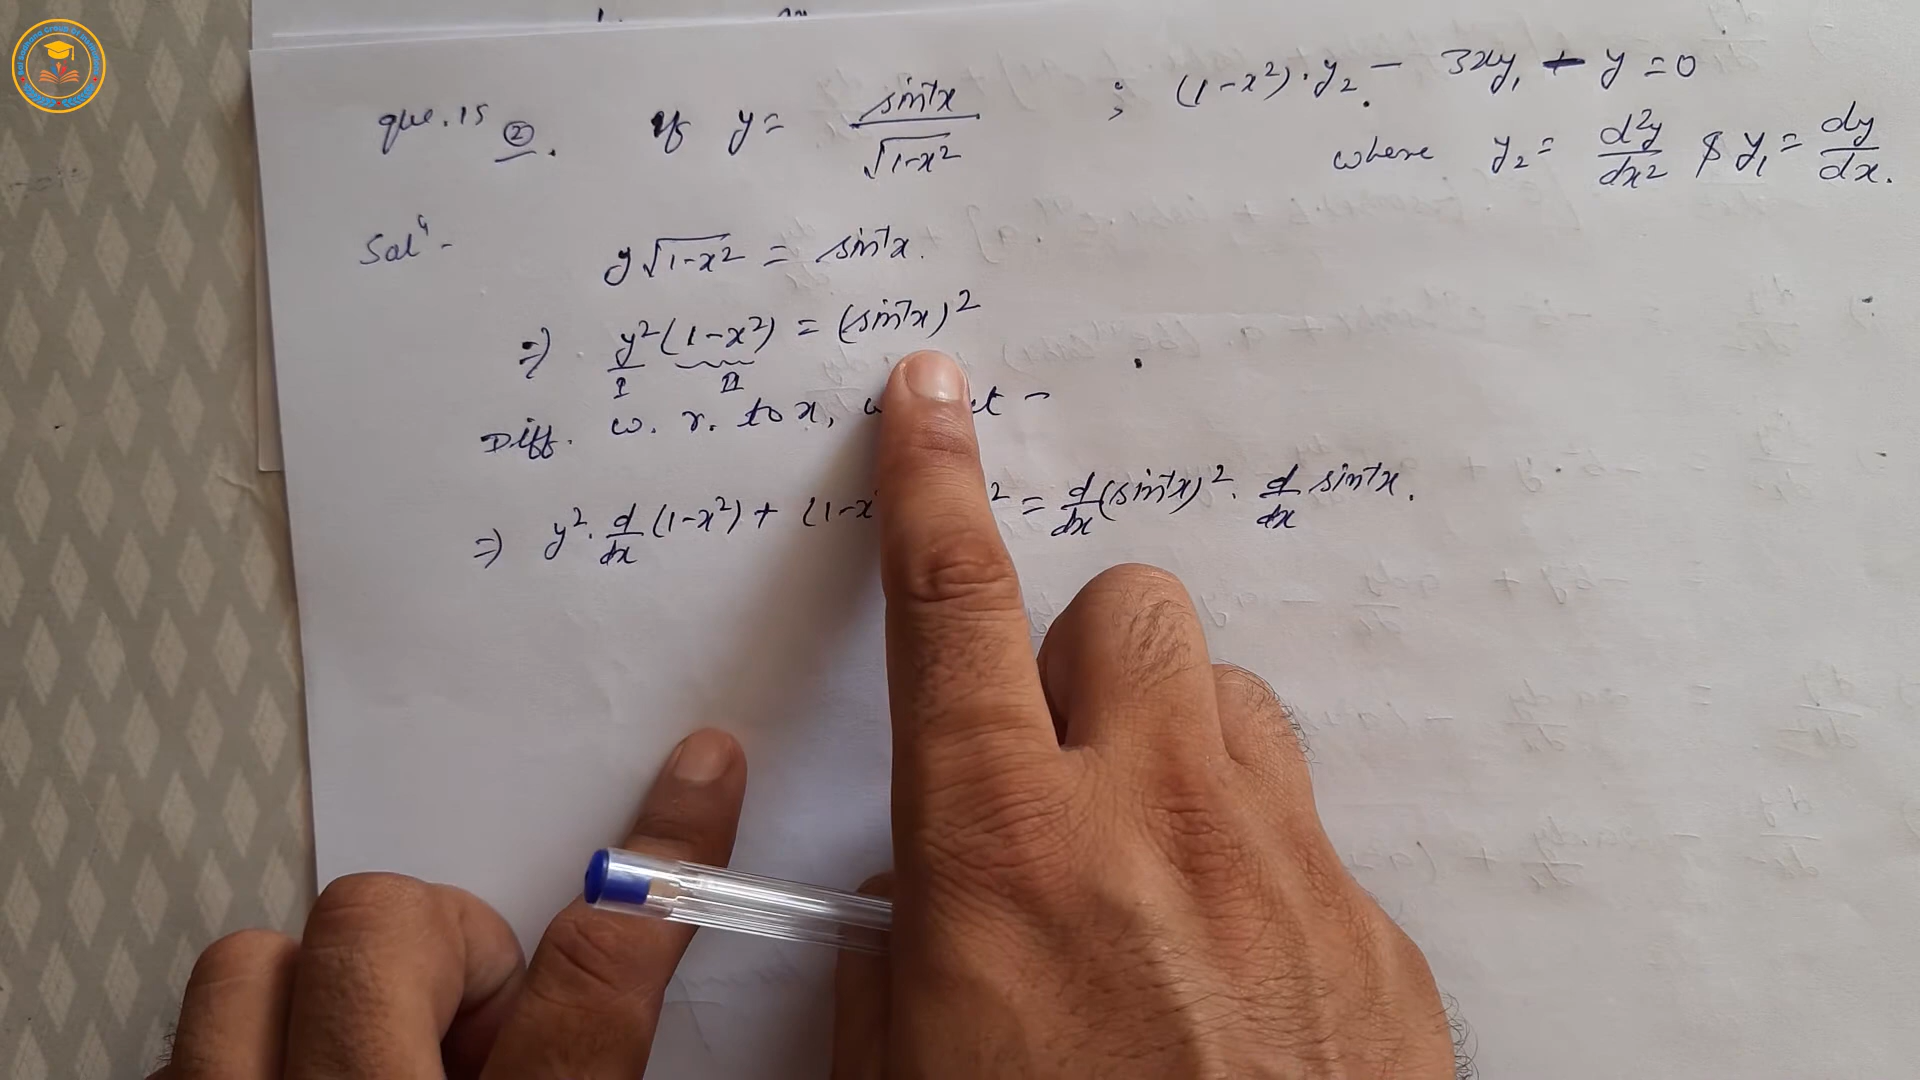 que. 15 ②. If y = sin⁻¹x / √1-x² ; (1-x²)·y₂ - 3xy₁ - y = 0
where y₂ = d²y/dx² & y₁ = dy/dx.
Solⁿ - y√1-x² = sin⁻¹x.
⇒ y²(1-x²) = (sin⁻¹x)²
I II
Diff. w. r. to x,
⇒ y²· d/dx (1-x²) + (1-x² ² = d/dx (sin⁻¹x)². d/dx sin⁻¹x.